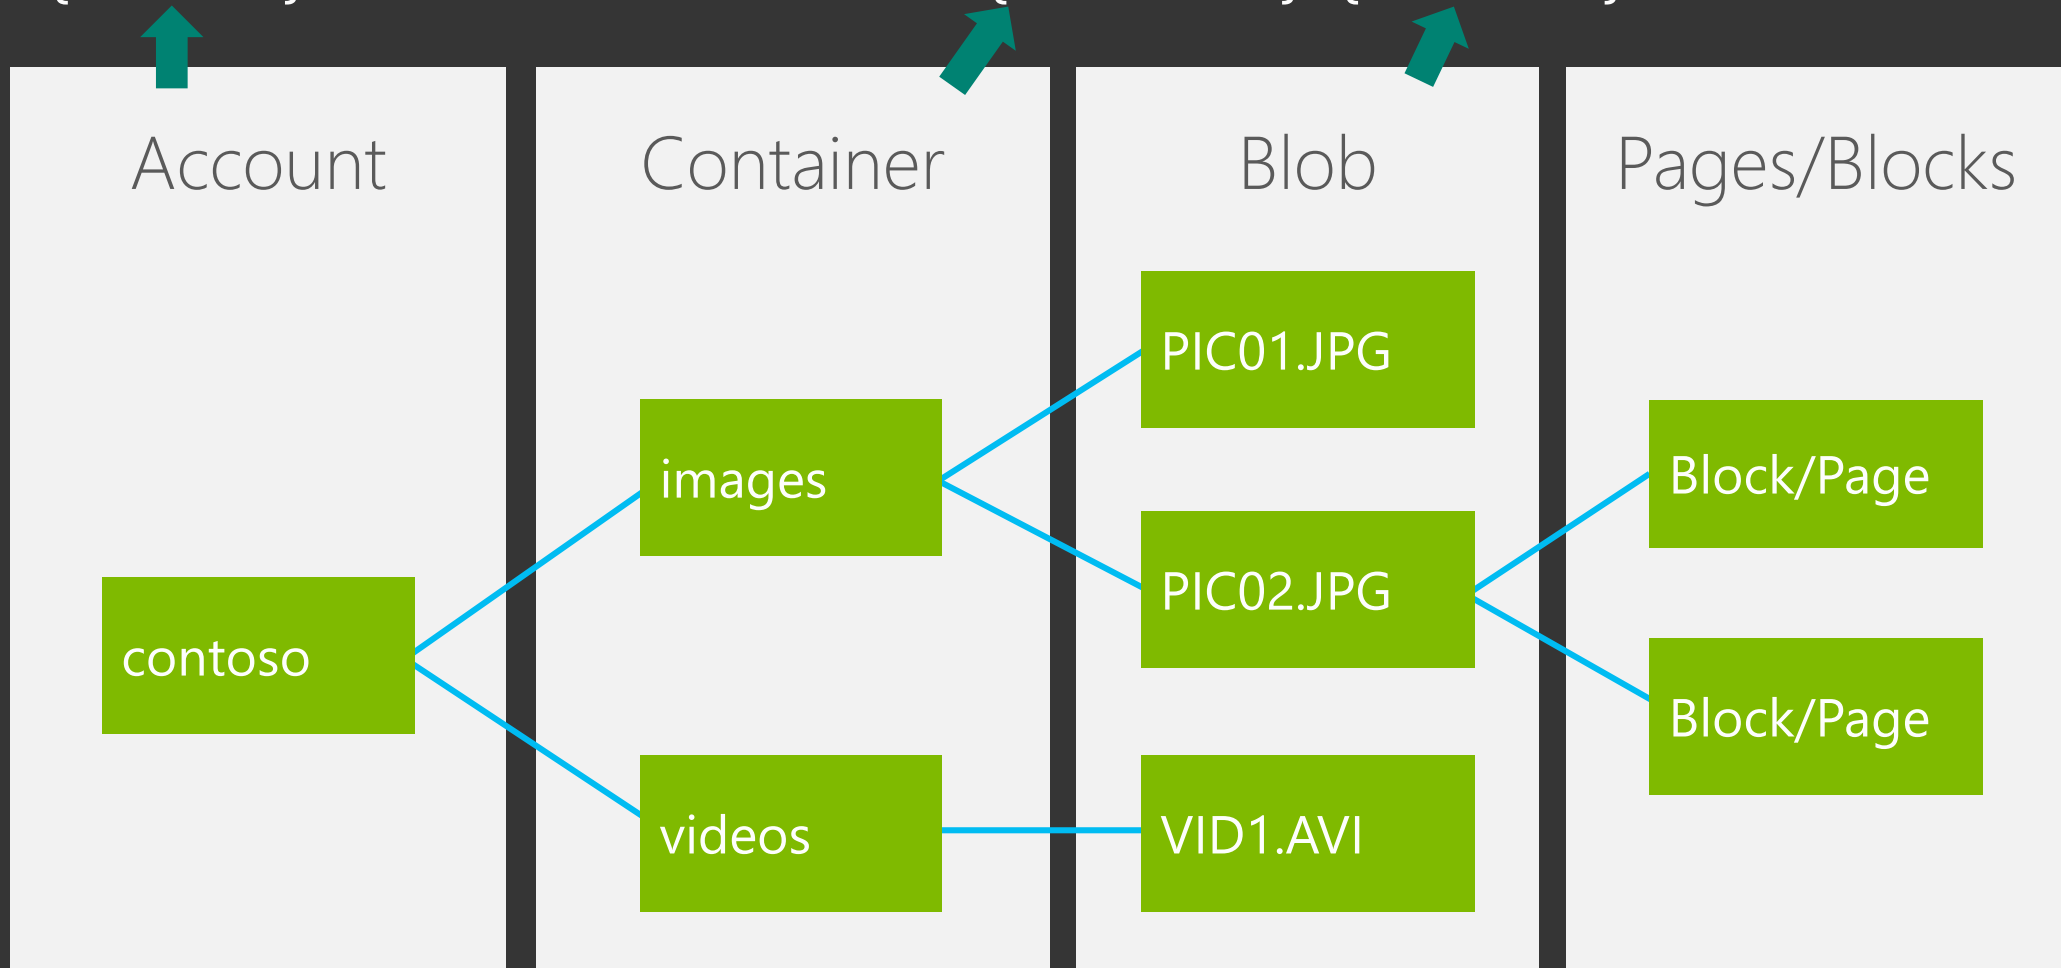 Account
Container
Blob
Pages/Blocks
PIC01.JPG
images
Block/Page
PIC02.JPG
contoso
Block/Page
videos
VID1.AVI